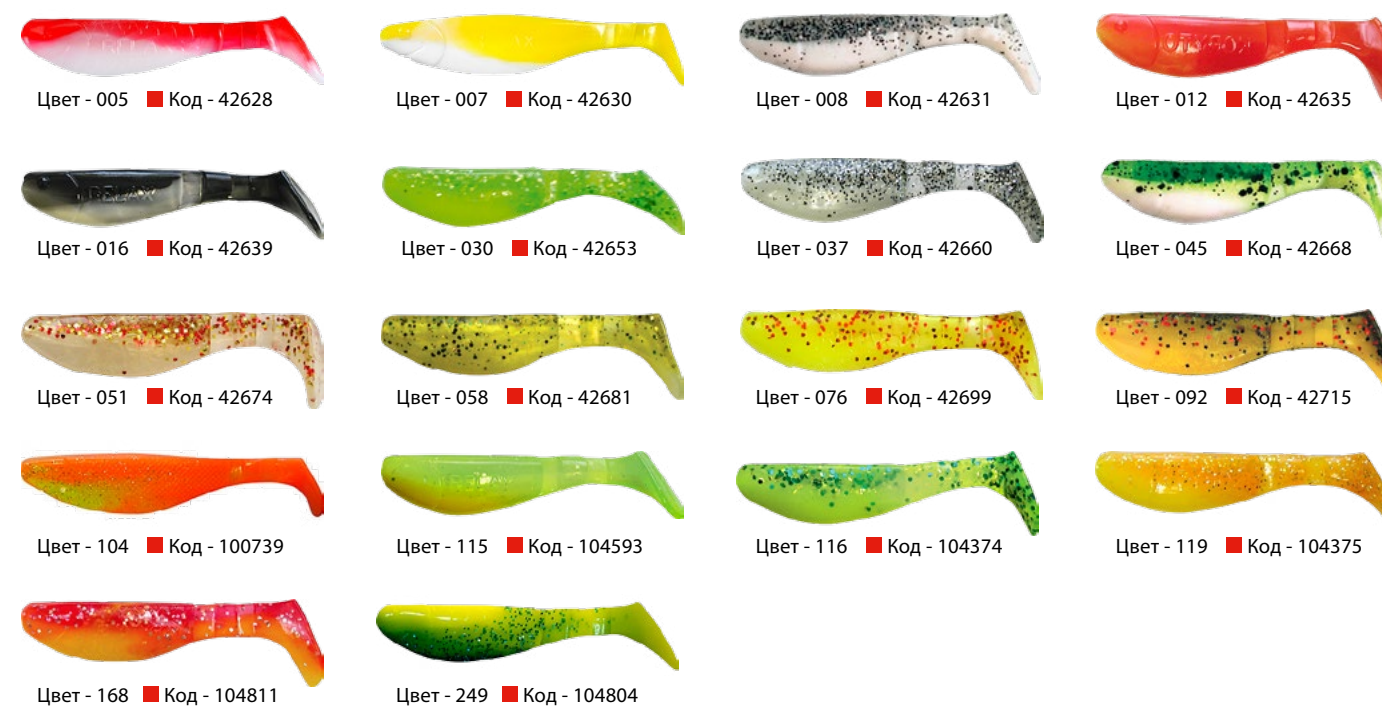 Цвет - 005 Код - 42628
Цвет - 007 Код - 42630
Цвет - 008 Код - 42631
Цвет - 012 Код - 42635
RELAX
Цвет - 016 Код - 42639
Цвет - 030 Код - 42653
Цвет - 037 Код - 42660
Цвет - 045 Код - 42668
Цвет - 051 Код - 42674
Цвет - 058 Код - 42681
Цвет - 076 Код - 42699
Цвет - 092 Код - 42715
Цвет - 104 Код - 100739
Цвет - 115 Код - 104593
Цвет - 116 Код - 104374
Цвет - 119 Код - 104375
Цвет - 168 Код - 104811
Цвет - 249 Код - 104804